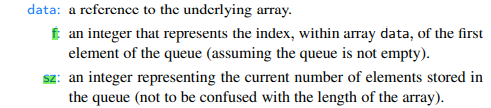 data: a reference to the underlying array.
f: an integer that represents the index, within array data, of the first
element of the queue (assuming the queue is not empty).
sz: an integer representing the current number of elements stored in
the queue (not to be confused with the length of the array).